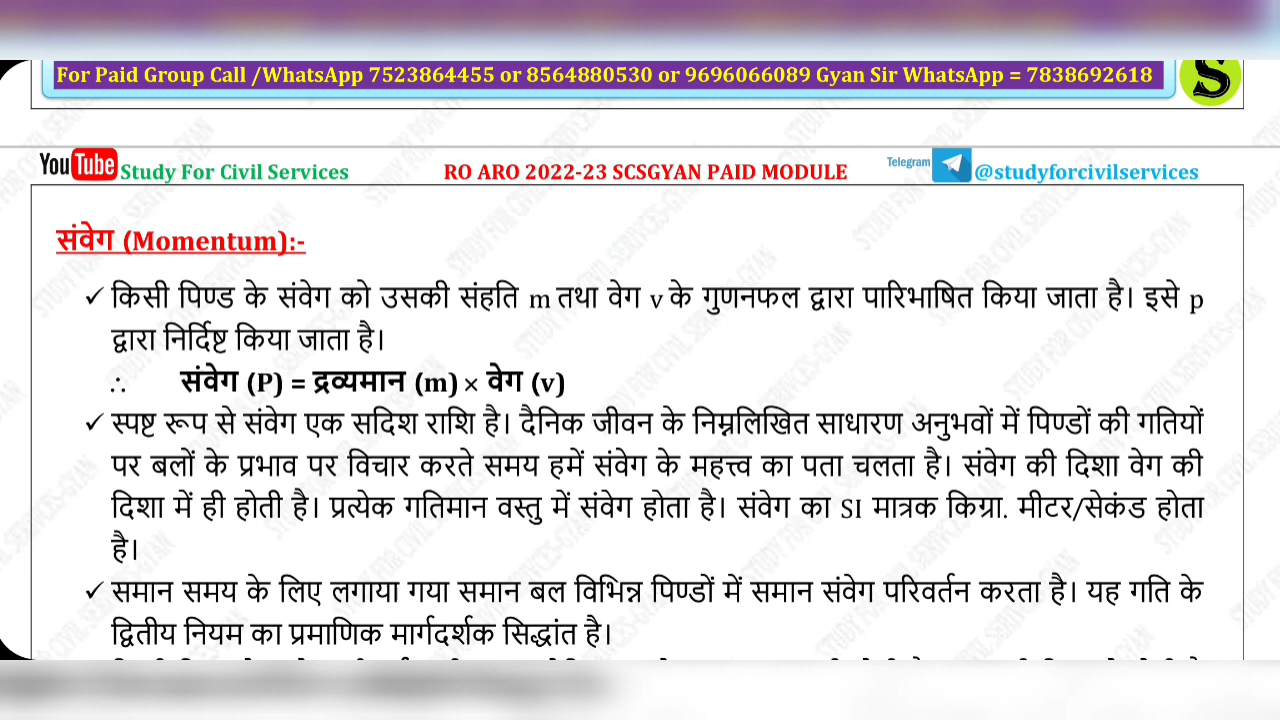 For Paid Group Call /WhatsApp 7523864455 or 8564880530 or 9696066089 Gyan Sir WhatsApp = 7838692618
S
YouTube Study For Civil Services RO ARO 2022-23 SCSGYAN PAID MODULE Telegram @studyforcivilservices
संवेग (Momentum):-
✓ किसी पिण्ड के संवेग को उसकी संहति m तथा वेग v के गुणनफल द्वारा पारिभाषित किया जाता है। इसे p
द्वारा निर्दिष्ट किया जाता है।
∴ संवेग (P) = द्रव्यमान (m) × वेग (v)
✓ स्पष्ट रूप से संवेग एक सदिश राशि है। दैनिक जीवन के निम्नलिखित साधारण अनुभवों में पिण्डों की गतियों
पर बलों के प्रभाव पर विचार करते समय हमें संवेग के महत्त्व का पता चलता है। संवेग की दिशा वेग की
दिशा में ही होती है। प्रत्येक गतिमान वस्तु में संवेग होता है। संवेग का SI मात्रक किग्रा. मीटर/सेकंड होता
है।
✓ समान समय के लिए लगाया गया समान बल विभिन्न पिण्डों में समान संवेग परिवर्तन करता है। यह गति के
द्वितीय नियम का प्रमाणिक मार्गदर्शक सिद्धांत है।